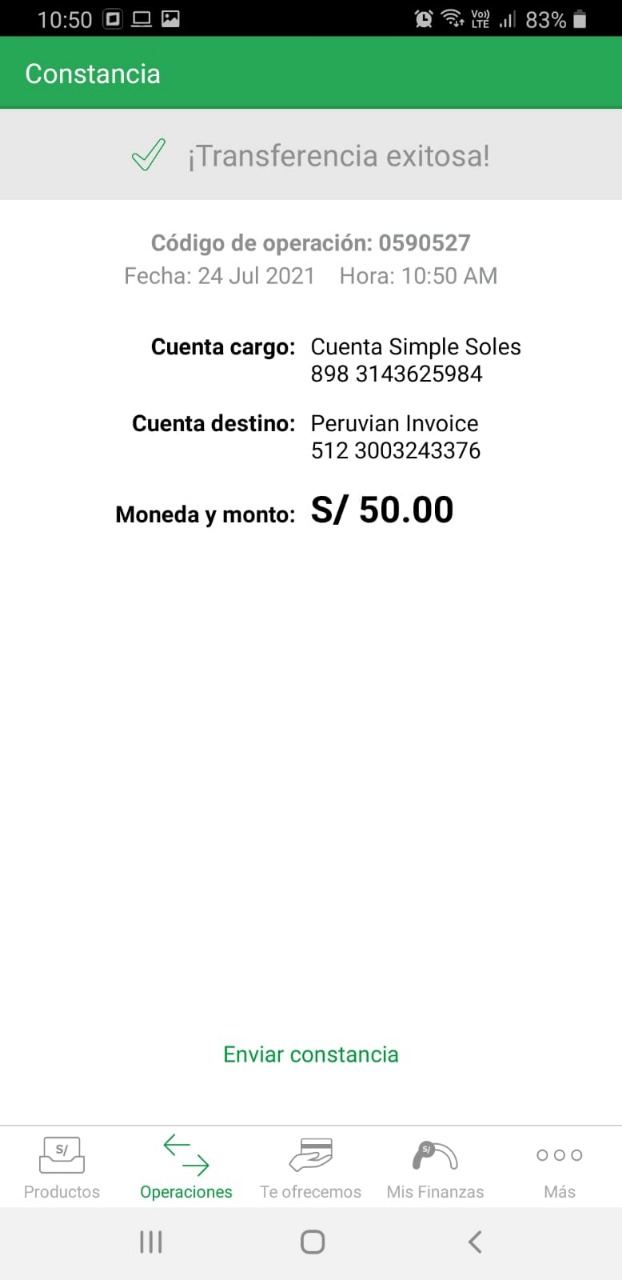 10:50 Vo)) LTE 83%
Constancia
¡Transferencia exitosa!
Código de operación: 0590527
Fecha: 24 Jul 2021 Hora: 10:50 AM
Cuenta cargo: Cuenta Simple Soles
898 3143625984
Cuenta destino: Peruvian Invoice
512 3003243376
Moneda y monto: S/ 50.00
Enviar constancia
S/ S/
Productos Operaciones Te ofrecemos Mis Finanzas Más